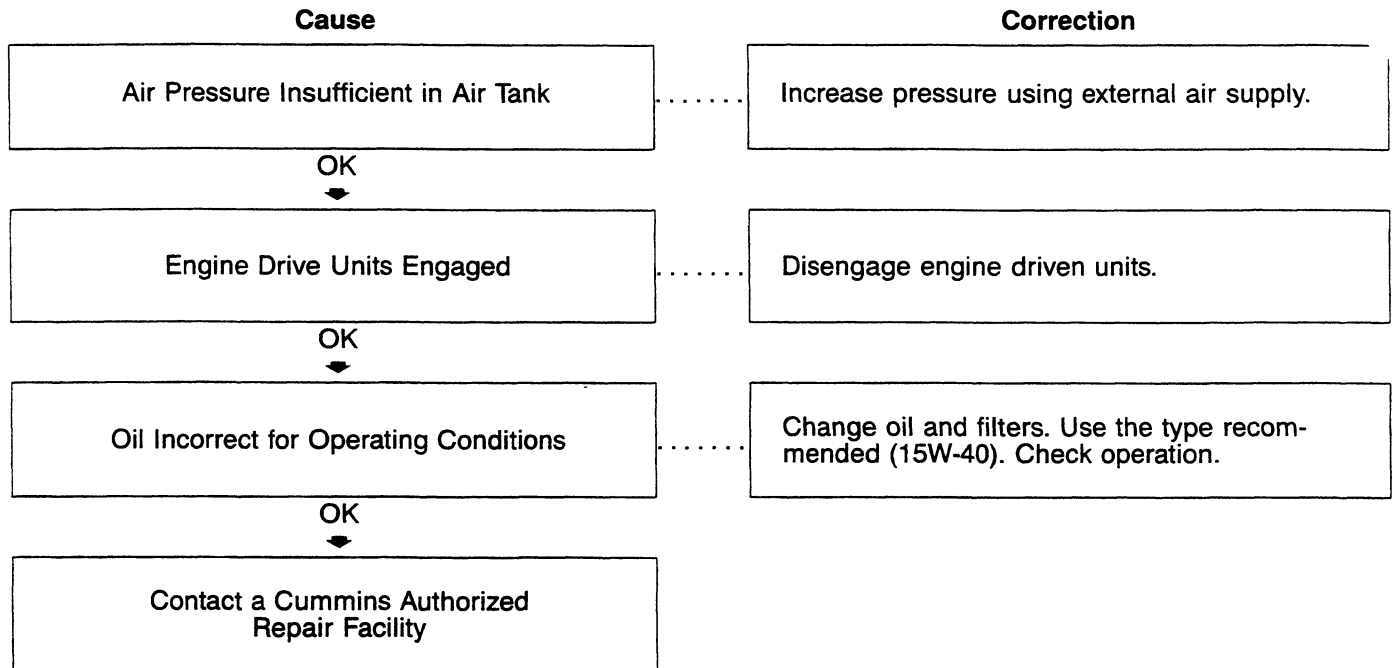 Cause
Correction
Air Pressure Insufficient in Air Tank
.......
Increase pressure using external air supply.
OK
Engine Drive Units Engaged
.......
Disengage engine driven units.
OK
Oil Incorrect for Operating Conditions
.......
Change oil and filters. Use the type recom-
mended (15W-40). Check operation.
OK
Contact a Cummins Authorized
Repair Facility